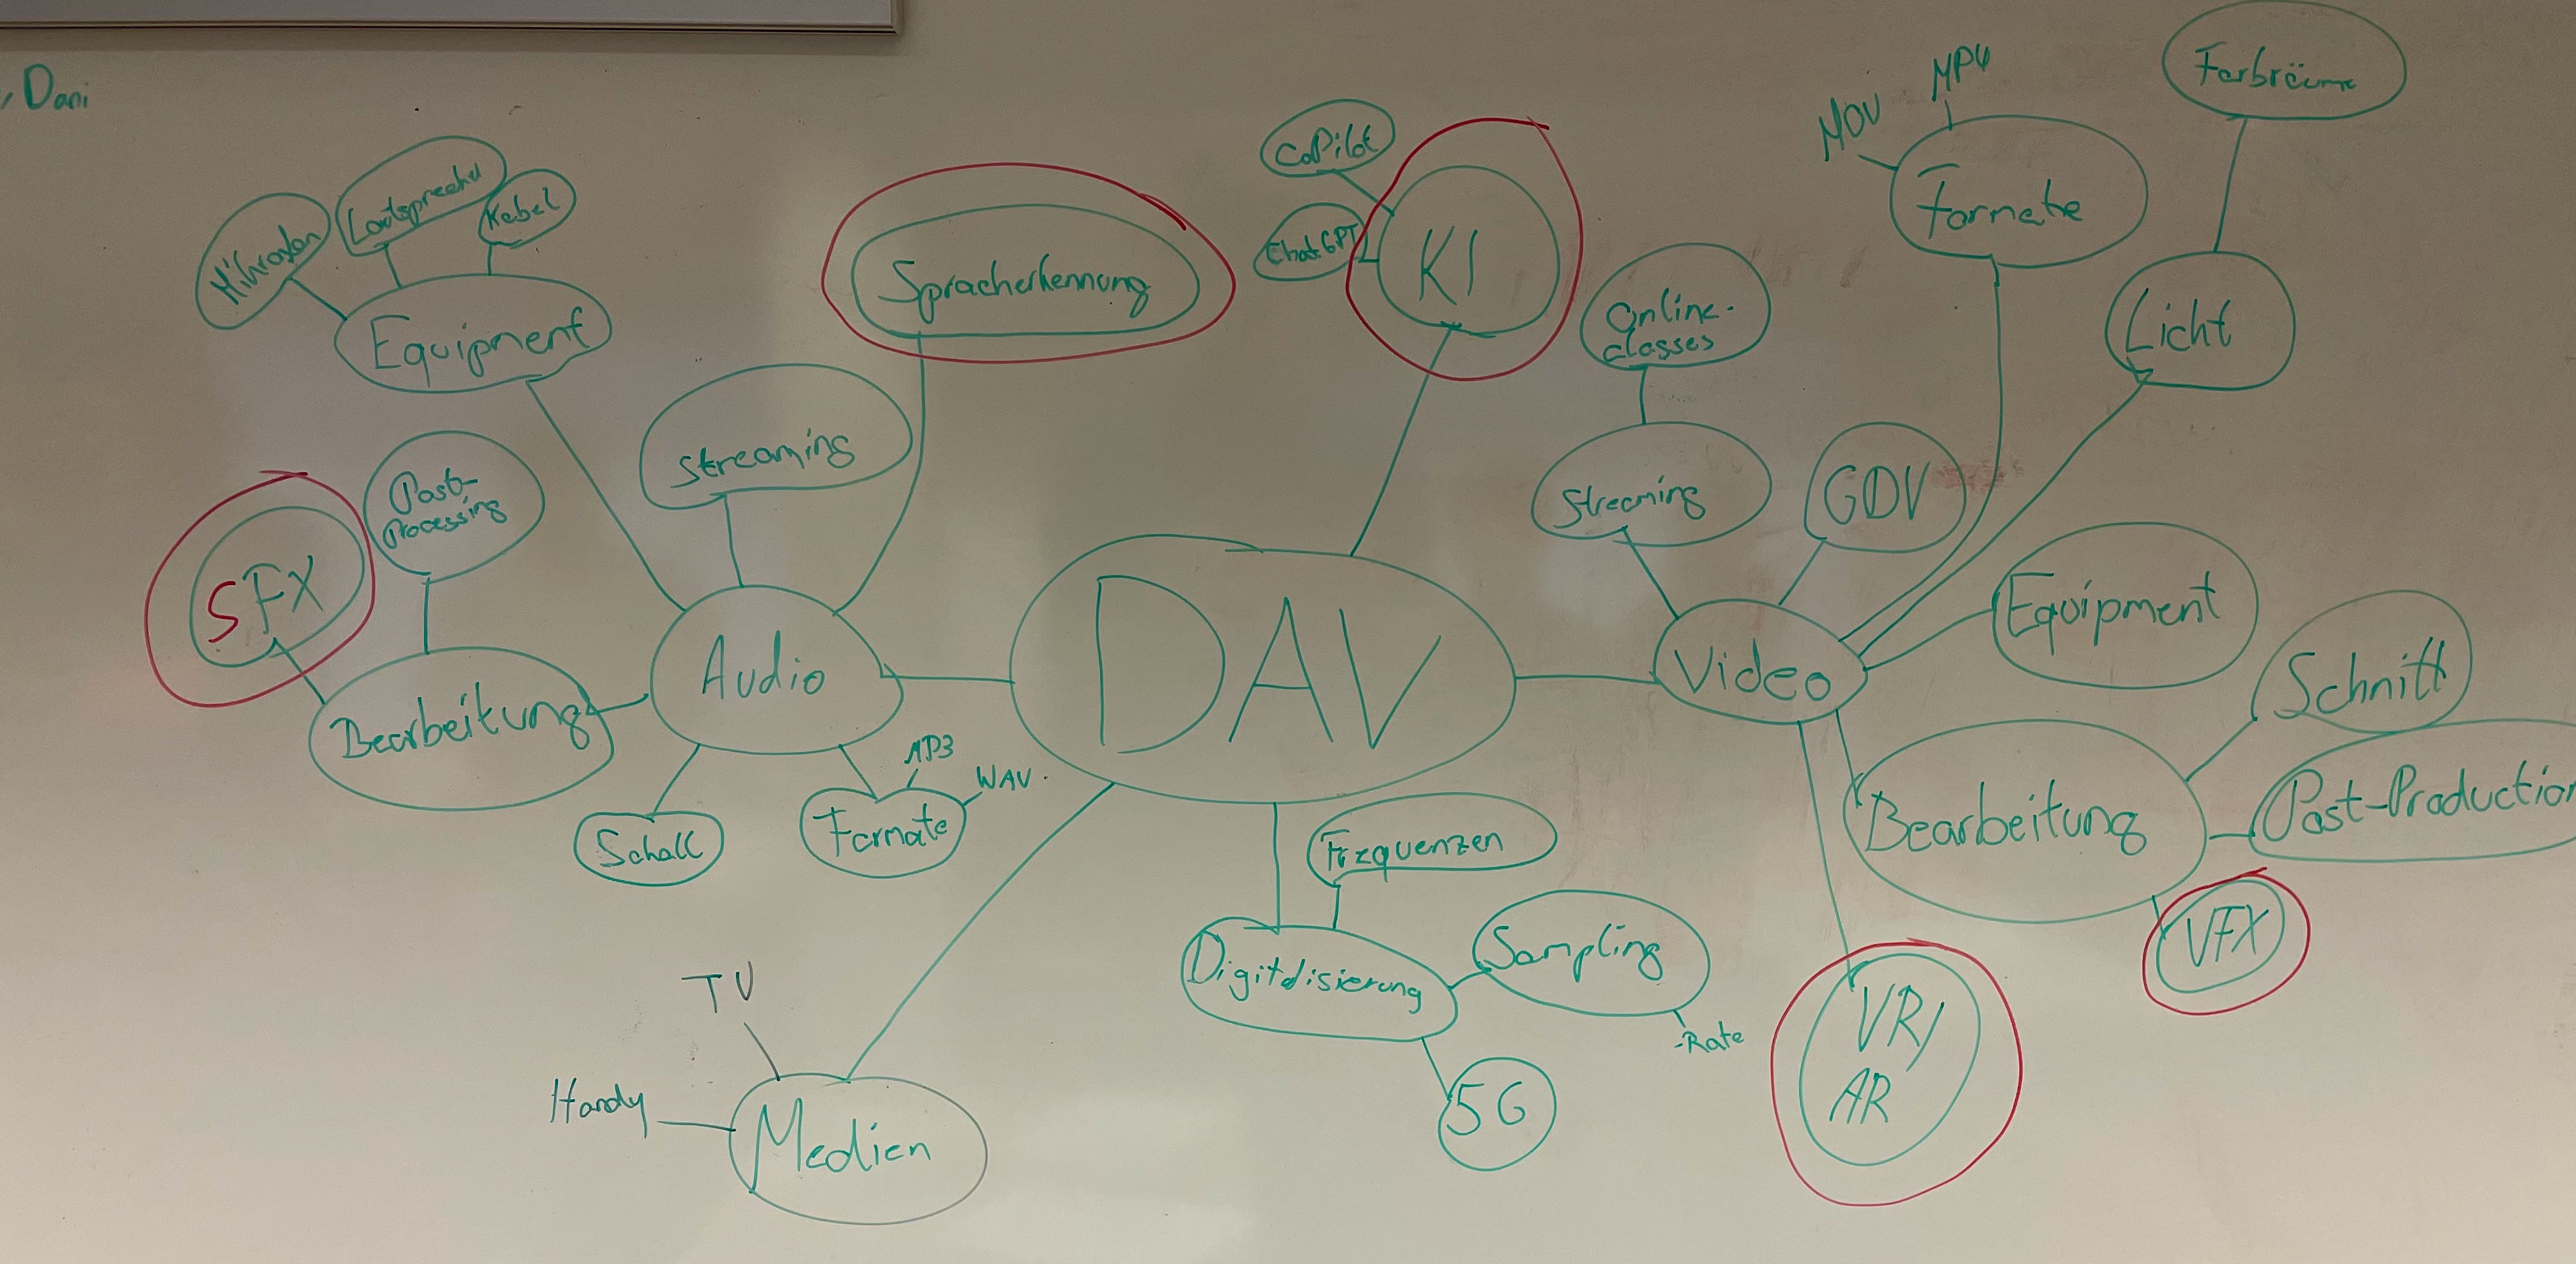 , Dani
Mikrofon
Lautsprecher
Kabel
Equipment
Spracherkennung
CoPilot
ChatGPT
KI
Online-
classes
MOV
MP4
Formate
Farbräume
Licht
Streaming
Post-
Processing
SFX
Bearbeitung
Audio
DAV
Streaming
GDV
Video
Equipment
Schnitt
Bearbeitung
Post-Production
VFX
VR/
AR
Schall
Formate
MP3
WAV
Frequenzen
Digitalisierung
Sampling
-Rate
5G
TV
Handy
Medien